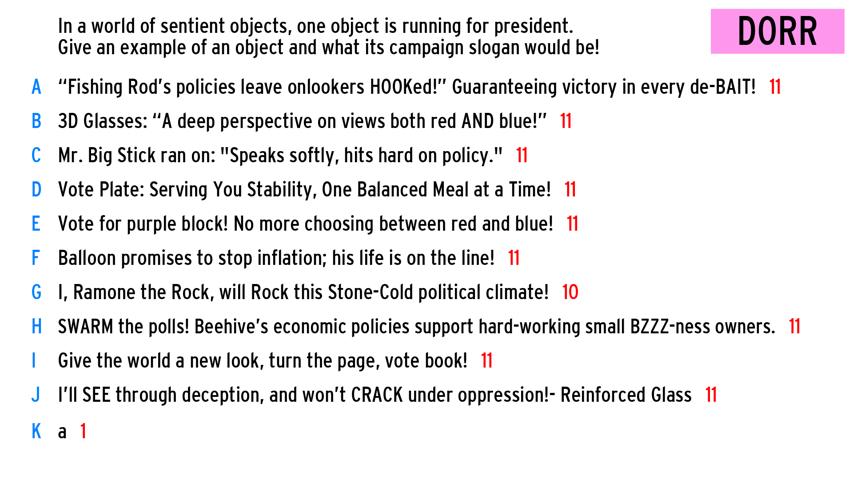 In a world of sentient objects, one object is running for president.
Give an example of an object and what its campaign slogan would be!
DORR
A “Fishing Rod’s policies leave onlookers HOOKed!” Guaranteeing victory in every de-BAIT! 11
B 3D Glasses: “A deep perspective on views both red AND blue!” 11
C Mr. Big Stick ran on: "Speaks softly, hits hard on policy." 11
D Vote Plate: Serving You Stability, One Balanced Meal at a Time! 11
E Vote for purple block! No more choosing between red and blue! 11
F Balloon promises to stop inflation; his life is on the line! 11
G I, Ramone the Rock, will Rock this Stone-Cold political climate! 10
H SWARM the polls! Beehive’s economic policies support hard-working small BZZZ-ness owners. 11
I Give the world a new look, turn the page, vote book! 11
J I’ll SEE through deception, and won’t CRACK under oppression!- Reinforced Glass 11
K a 1